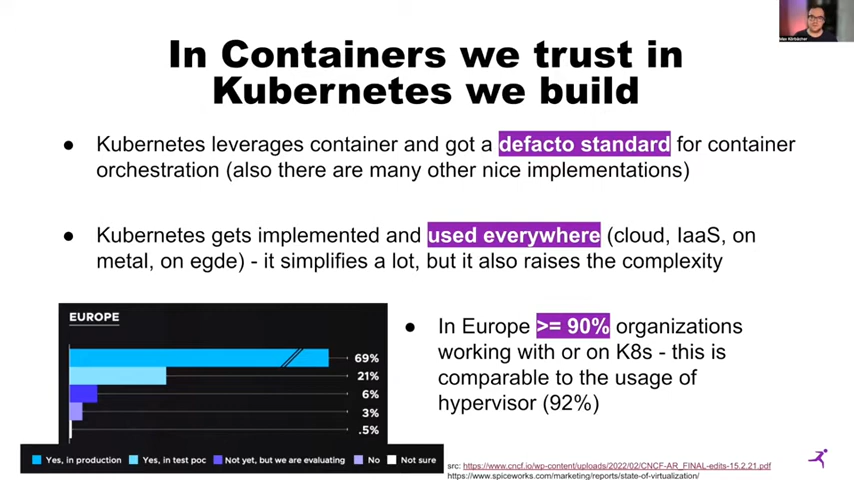 In Containers we trust in
Kubernetes we build
● Kubernetes leverages container and got a defacto standard for container
orchestration (also there are many other nice implementations)
● Kubernetes gets implemented and used everywhere (cloud, IaaS, on
metal, on egde) - it simplifies a lot, but it also raises the complexity
EUROPE
69%
21%
6%
3%
.5%
Yes, in production Yes, in test poc Not yet, but we are evaluating No Not sure
● In Europe >= 90% organizations
working with or on K8s - this is
comparable to the usage of
hypervisor (92%)
src: https://www.cncf.io/wp-content/uploads/2022/02/CNCF-AR_FINAL-edits-15.2.21.pdf
https://www.spiceworks.com/marketing/reports/state-of-virtualization/
Max Körbächer